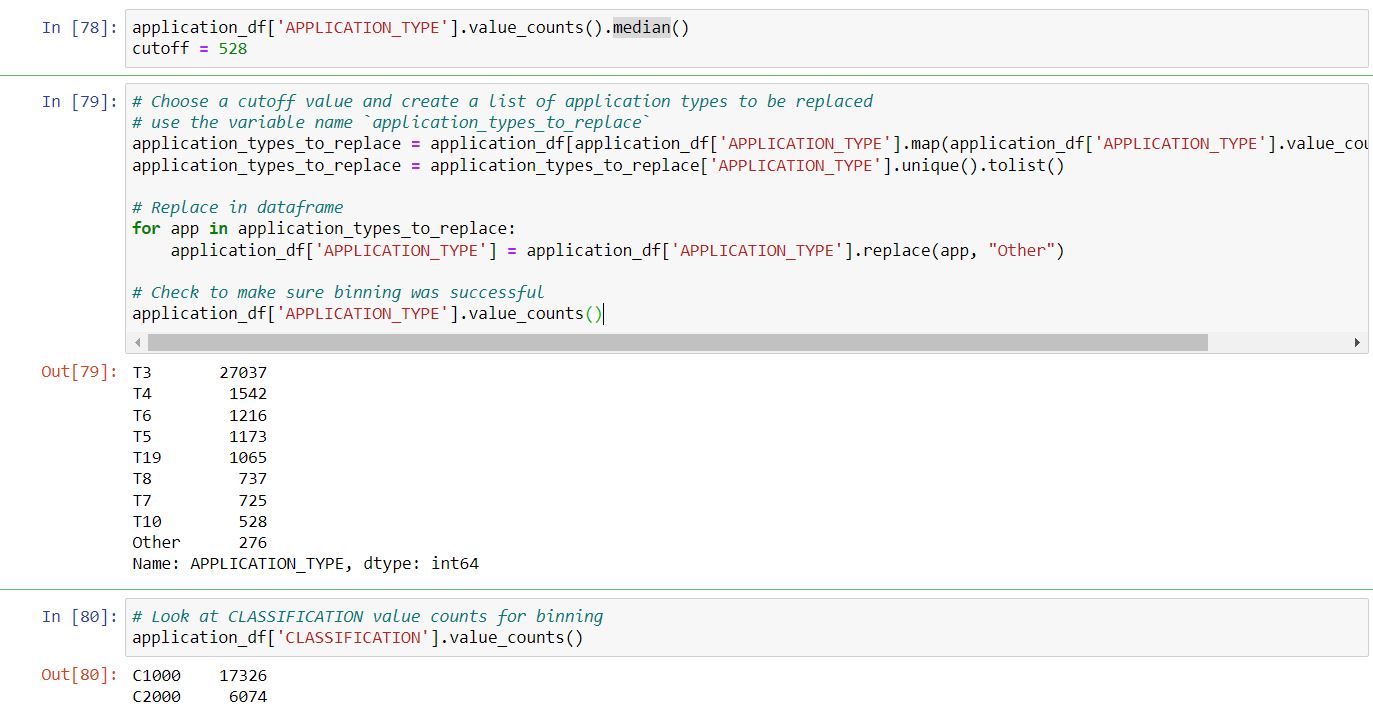 In [78]: application_df['APPLICATION_TYPE'].value_counts().median()
cutoff = 528
In [79]: # Choose a cutoff value and create a list of application types to be replaced
# use the variable name `application_types_to_replace`
application_types_to_replace = application_df[application_df['APPLICATION_TYPE'].map(application_df['APPLICATION_TYPE'].value_cou
application_types_to_replace = application_types_to_replace['APPLICATION_TYPE'].unique().tolist()
# Replace in dataframe
for app in application_types_to_replace:
    application_df['APPLICATION_TYPE'] = application_df['APPLICATION_TYPE'].replace(app, "Other")
# Check to make sure binning was successful
application_df['APPLICATION_TYPE'].value_counts()
Out[79]: T3 27037
T4 1542
T6 1216
T5 1173
T19 1065
T8 737
T7 725
T10 528
Other 276
Name: APPLICATION_TYPE, dtype: int64
In [80]: # Look at CLASSIFICATION value counts for binning
application_df['CLASSIFICATION'].value_counts()
Out[80]: C1000 17326
C2000 6074